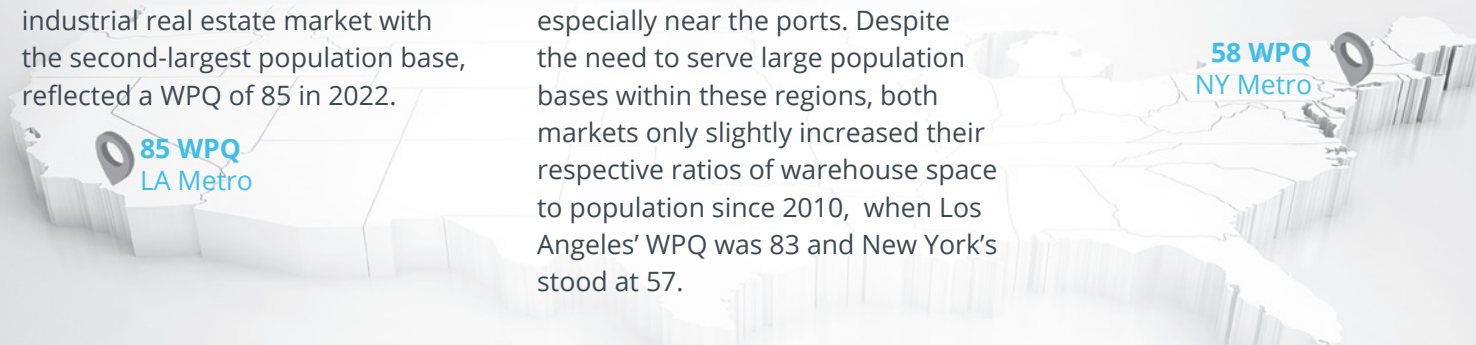 industrial real estate market with
the second-largest population base,
reflected a WPQ of 85 in 2022.
85 WPQ
LA Metro
especially near the ports. Despite
the need to serve large population
bases within these regions, both
markets only slightly increased their
respective ratios of warehouse space
to population since 2010, when Los
Angeles’ WPQ was 83 and New York’s
stood at 57.
58 WPQ
NY Metro